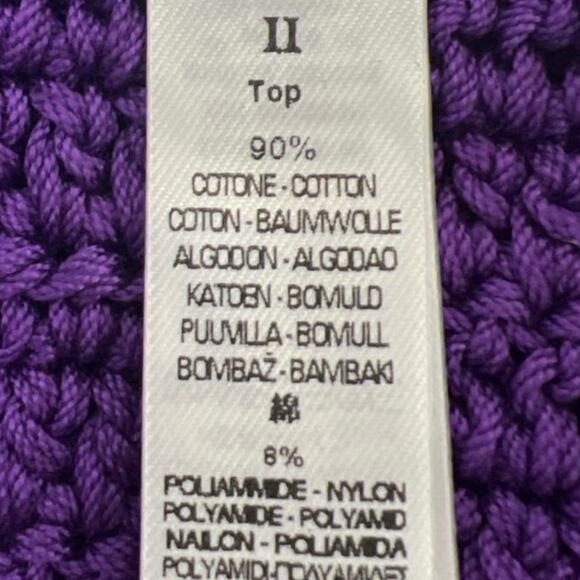 II
Top
90%
COTONE - COTTON
COTON - BAUMWOLLE
ALGODON - ALGODAO
KATOEN - BOMULD
PUUVILLA - BOMULL
BOMBAŽ - BAMBAKI
綿
8%
POLIAMMIDE - NYLON
POLYAMIDE - POLYAMID
NAILON - POLIAMIDA